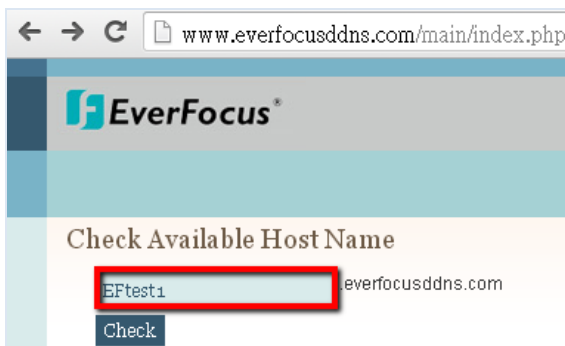 www.everfocusddns.com/main/index.php
EverFocus®
Check Available Host Name
EFtest1 .everfocusddns.com
Check